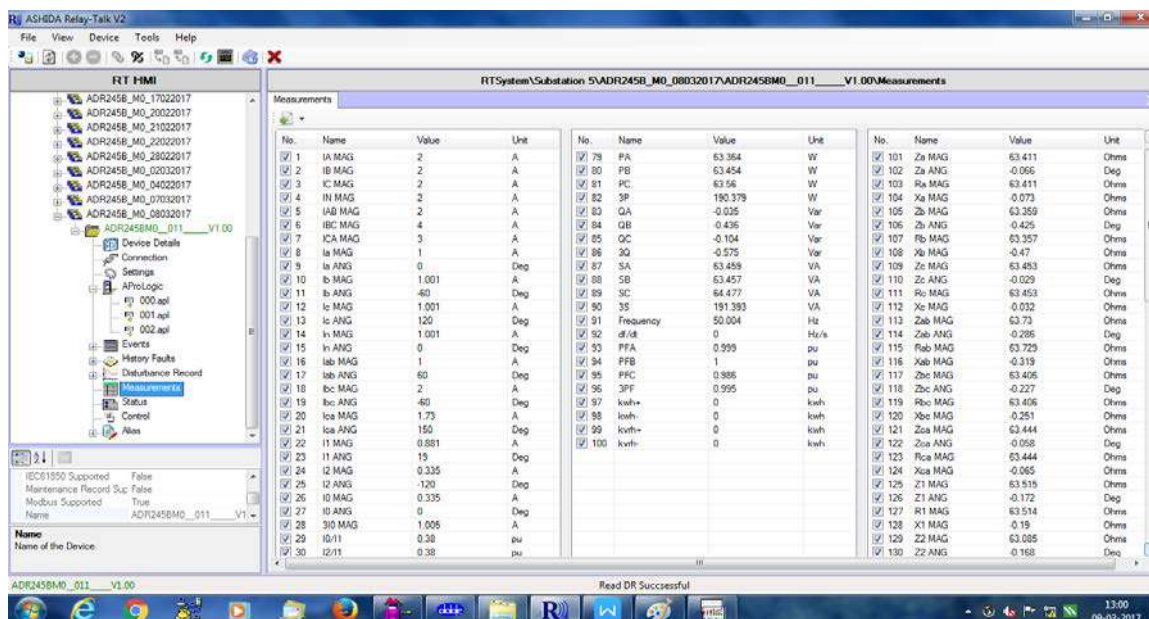 ASHIDA Relay-Talk V2
File View Device Tools Help
RT HMI
RTSystem\Substation 5\ADR245B_M0_08032017\ADR245BM0__011____V1.00\Measurements
ADR245B_M0_17022017
ADR245B_M0_20022017
ADR245B_M0_21022017
ADR245B_M0_22022017
ADR245B_M0_28022017
ADR245B_M0_02032017
ADR245B_M0_04022017
ADR245B_M0_07032017
ADR245B_M0_08032017
ADR245BM0__011____V1.00
Device Details
Connection
Settings
AProLogic
000.apl
001.apl
002.apl
Events
History Faults
Disturbance Record
Measurements
Status
Control
Alias
IEC61850 Supported False
Maintenance Record Sup False
Modbus Supported True
Name ADR245BM0__011____V1
Name
Name of the Device.
Measurements
No. Name Value Unit
1 IA MAG 2 A
2 IB MAG 2 A
3 IC MAG 2 A
4 IN MAG 2 A
5 IAB MAG 2 A
6 IBC MAG 4 A
7 ICA MAG 3 A
8 Ia MAG 1 A
9 Ia ANG 0 Deg
10 Ib MAG 1.001 A
11 Ib ANG -60 Deg
12 Ic MAG 1.001 A
13 Ic ANG 120 Deg
14 In MAG 1.001 A
15 In ANG 0 Deg
16 Iab MAG 1 A
17 Iab ANG 60 Deg
18 Ibc MAG 2 A
19 Ibc ANG -60 Deg
20 Ica MAG 1.73 A
21 Ica ANG 150 Deg
22 I1 MAG 0.881 A
23 I1 ANG 19 Deg
24 I2 MAG 0.335 A
25 I2 ANG -120 Deg
26 I0 MAG 0.335 A
27 I0 ANG 0 Deg
28 3I0 MAG 1.005 A
29 I0/I1 0.38 pu
30 I2/I1 0.38 pu
No. Name Value Unit
79 PA 63.364 W
80 PB 63.454 W
81 PC 63.56 W
82 3P 190.379 W
83 QA -0.035 Var
84 QB -0.436 Var
85 QC -0.104 Var
86 3Q -0.575 Var
87 SA 63.459 VA
88 SB 63.457 VA
89 SC 64.477 VA
90 3S 191.393 VA
91 Frequency 50.004 Hz
92 df/dt 0 Hz/s
93 PFA 0.999 pu
94 PFB 1 pu
95 PFC 0.986 pu
96 3PF 0.995 pu
97 kwh+ 0 kwh
98 kwh- 0 kwh
99 kvrh+ 0 kwh
100 kvrh- 0 kwh
No. Name Value Unit
101 Za MAG 63.411 Ohms
102 Za ANG -0.066 Deg
103 Ra MAG 63.411 Ohms
104 Xa MAG -0.073 Ohms
105 Zb MAG 63.359 Ohms
106 Zb ANG -0.425 Deg
107 Rb MAG 63.357 Ohms
108 Xb MAG -0.47 Ohms
109 Zc MAG 63.453 Ohms
110 Zc ANG -0.029 Deg
111 Rc MAG 63.453 Ohms
112 Xc MAG -0.032 Ohms
113 Zab MAG 63.73 Ohms
114 Zab ANG -0.286 Deg
115 Rab MAG 63.729 Ohms
116 Xab MAG -0.319 Ohms
117 Zbc MAG 63.406 Ohms
118 Zbc ANG -0.227 Deg
119 Rbc MAG 63.406 Ohms
120 Xbc MAG -0.251 Ohms
121 Zca MAG 63.444 Ohms
122 Zca ANG -0.058 Deg
123 Rca MAG 63.444 Ohms
124 Xca MAG -0.065 Ohms
125 Z1 MAG 63.515 Ohms
126 Z1 ANG -0.172 Deg
127 R1 MAG 63.514 Ohms
128 X1 MAG -0.19 Ohms
129 Z2 MAG 63.085 Ohms
130 Z2 ANG -0.168 Deg
ADR245BM0__011____V1.00
Read DR Succsessful
13:00
09-03-2017